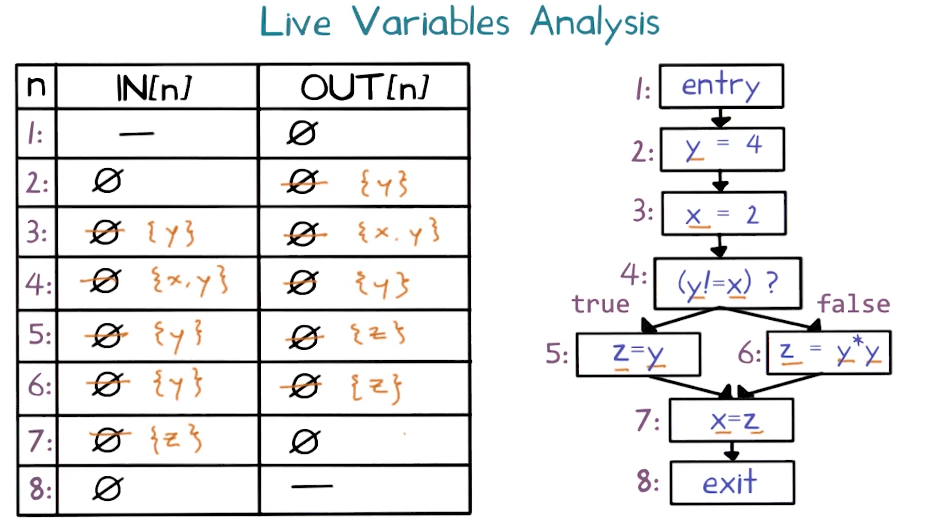 Live Variables Analysis
n IN[n] OUT[n]
1: — ∅
2: ∅ ∅ {y}
3: ∅ {y} ∅ {x,y}
4: ∅ {x,y} ∅ {y}
5: ∅ {y} ∅ {z}
6: ∅ {y} ∅ {z}
7: ∅ {z} ∅
8: ∅ —
1: entry
2: y = 4
3: x = 2
4: (y!=x) ?
true false
5: z=y 6: z = y*y
7: x=z
8: exit